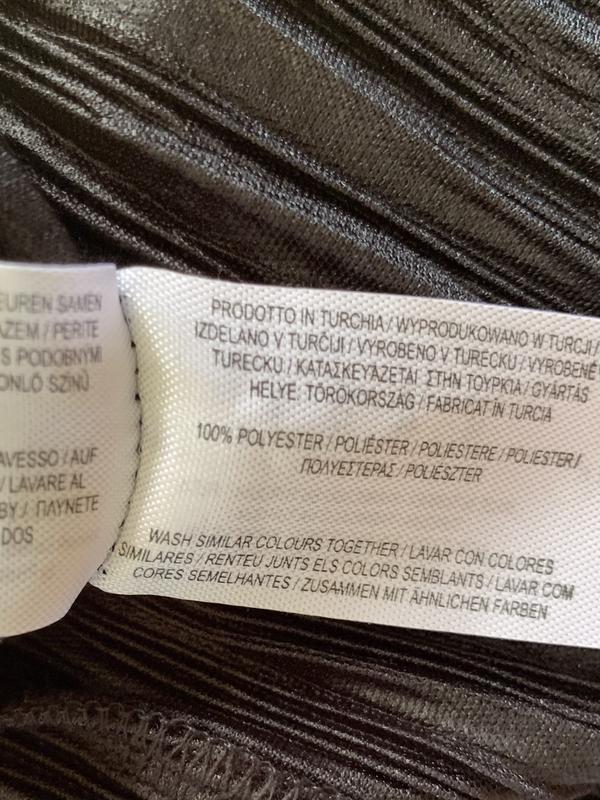 EUREN SAMEN
AZEM / PERITE
S PODOBNYMI
ONLÓ SZÍNŰ
AVESSO / AUF
/ LAVARE AL
BY / ΠΛΥΝΕΤΕ
DOS
PRODOTTO IN TURCHIA / WYPRODUKOWANO W TURCJI /
IZDELANO V TURČIJI / VYROBENO V TURECKU / VYROBENÉ
TURECKU / ΚΑΤΑΣΚΕΥΑΖΕΤΑΙ ΣΤΗΝ ΤΟΥΡΚΙΑ / GYÁRTÁS
HELYE. TÖRÖKORSZÁG / FABRICAT ÎN TURCIA
100% POLYESTER / POLIÉSTER / POLIESTERE / POLIESTER /
ΠΟΛΥΕΣΤΕΡΑΣ / POLIESZTER
WASH SIMILAR COLOURS TOGETHER / LAVAR CON COLORES
SIMILARES / RENTEU JUNTS ELS COLORS SEMBLANTS / LAVAR COM
CORES SEMELHANTES / ZUSAMMEN MIT ÄHNLICHEN FARBEN